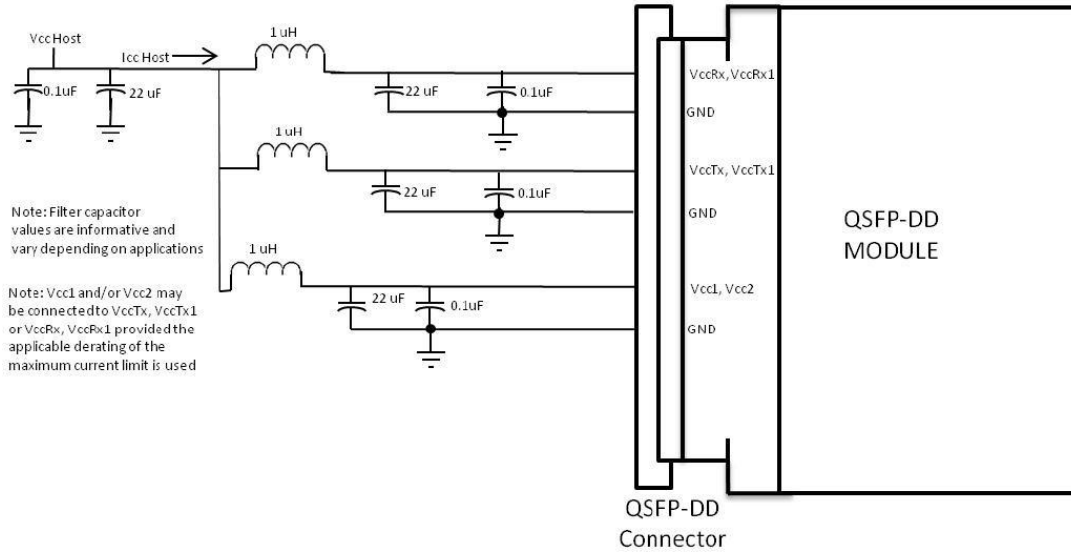 Vcc Host
Icc Host
0.1uF
22 uF
1 uH
22 uF
0.1uF
VccRx, VccRx1
GND
1 uH
22 uF
0.1uF
VccTx, VccTx1
GND
1 uH
22 uF
0.1uF
Vcc1, Vcc2
GND
Note: Filter capacitor
values are informative and
vary depending on applications
Note: Vcc1 and/or Vcc2 may
be connected to VccTx, VccTx1
or VccRx, VccRx1 provided the
applicable derating of the
maximum current limit is used
QSFP-DD
MODULE
QSFP-DD
Connector